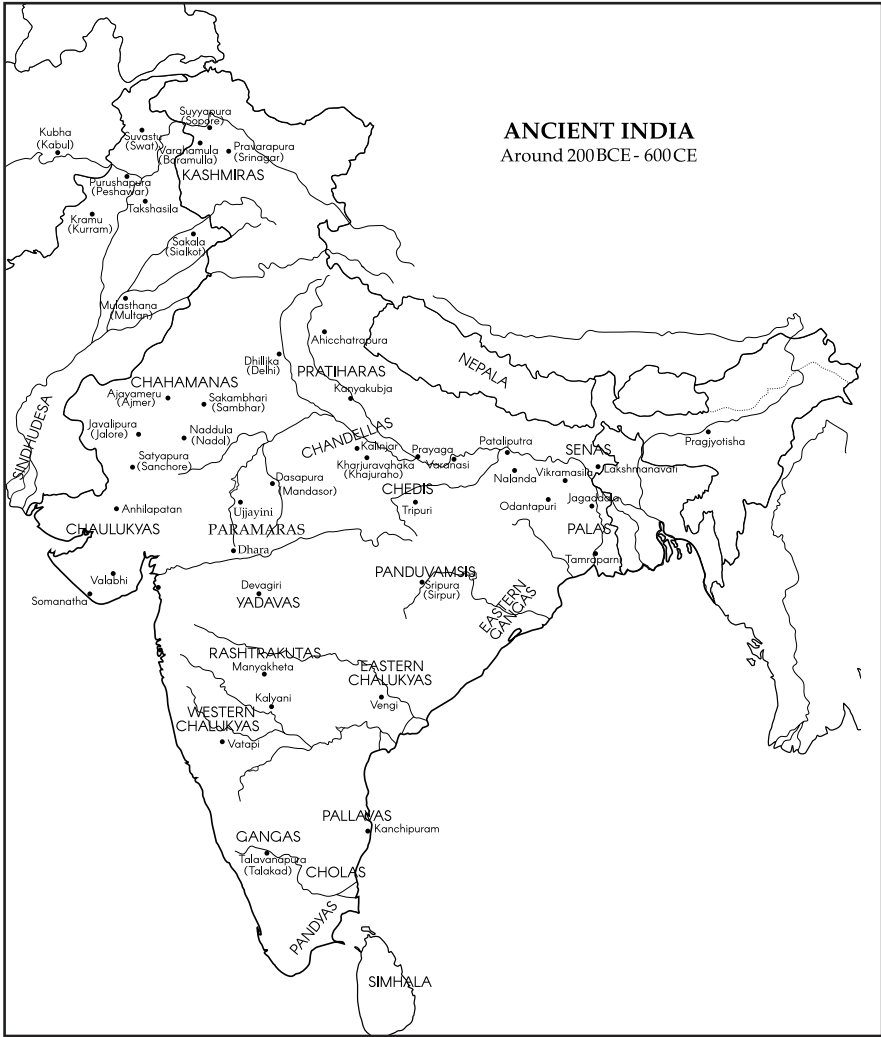 ANCIENT INDIA
Around 200 BCE - 600 CE
Suyyapura
(Sopore)
Kubha
(Kabul)
Suvastu
(Swat)
Varahamula
(Baramulla)
Pravarapura
(Srinagar)
KASHMIRAS
Purushapura
(Peshawar)
Takshasila
Kramu
(Kurram)
Sakala
(Sialkot)
Mulasthana
(Multan)
Ahicchatrapura
Dhillika
(Delhi)
PRATIHARAS
NEPALA
CHAHAMANAS
Kanyakubja
Ajayameru
(Ajmer)
Sakambhari
(Sambhar)
SINDHUDESA
Javalipura
(Jalore)
Naddula
(Nadol)
CHANDELLAS
Kalinjar
Pragjyotisha
Pataliputra
SENAS
Satyapura
(Sanchore)
Kharjuravahaka
(Khajuraho)
Prayaga
Varanasi
Lakshmanavati
Dasapura
(Mandasor)
CHEDIS
Nalanda
Vikramasila
Tripuri
Odantapuri
Jagaddala
Anhilapatan
Ujjayini
CHAULUKYAS
PARAMARAS
PALAS
Dhara
Tamraparni
Valabhi
Somanatha
Devagiri
YADAVAS
PANDUVAMSIS
Sripura
(Sirpur)
EASTERN
GANGAS
RASHTRAKUTAS
Manyakheta
EASTERN
CHALUKYAS
Kalyani
Vengi
WESTERN
CHALUKYAS
Vatapi
PALLAVAS
Kanchipuram
GANGAS
Talavanapura
(Talakad)
CHOLAS
PANDYAS
SIMHALA